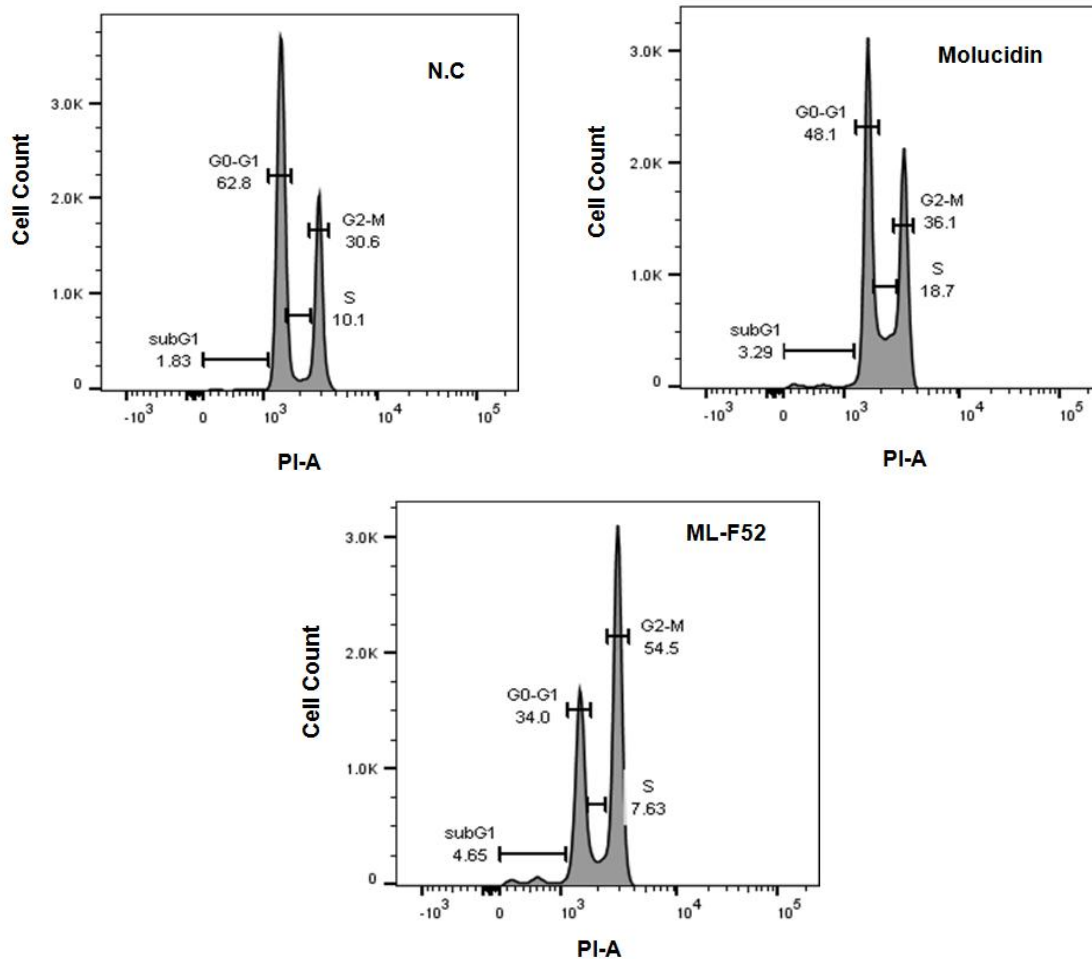 N.C
Cell Count
3.0K
2.0K
1.0K
0
G0-G1
62.8
G2-M
30.6
S
10.1
subG1
1.83
-10³ 0 10³ 10⁴ 10⁵
PI-A
Molucidin
Cell Count
3.0K
2.0K
1.0K
0
G0-G1
48.1
G2-M
36.1
S
18.7
subG1
3.29
-10³ 0 10³ 10⁴ 10⁵
PI-A
ML-F52
Cell Count
3.0K
2.0K
1.0K
0
G2-M
54.5
G0-G1
34.0
S
7.63
subG1
4.65
-10³ 0 10³ 10⁴ 10⁵
PI-A